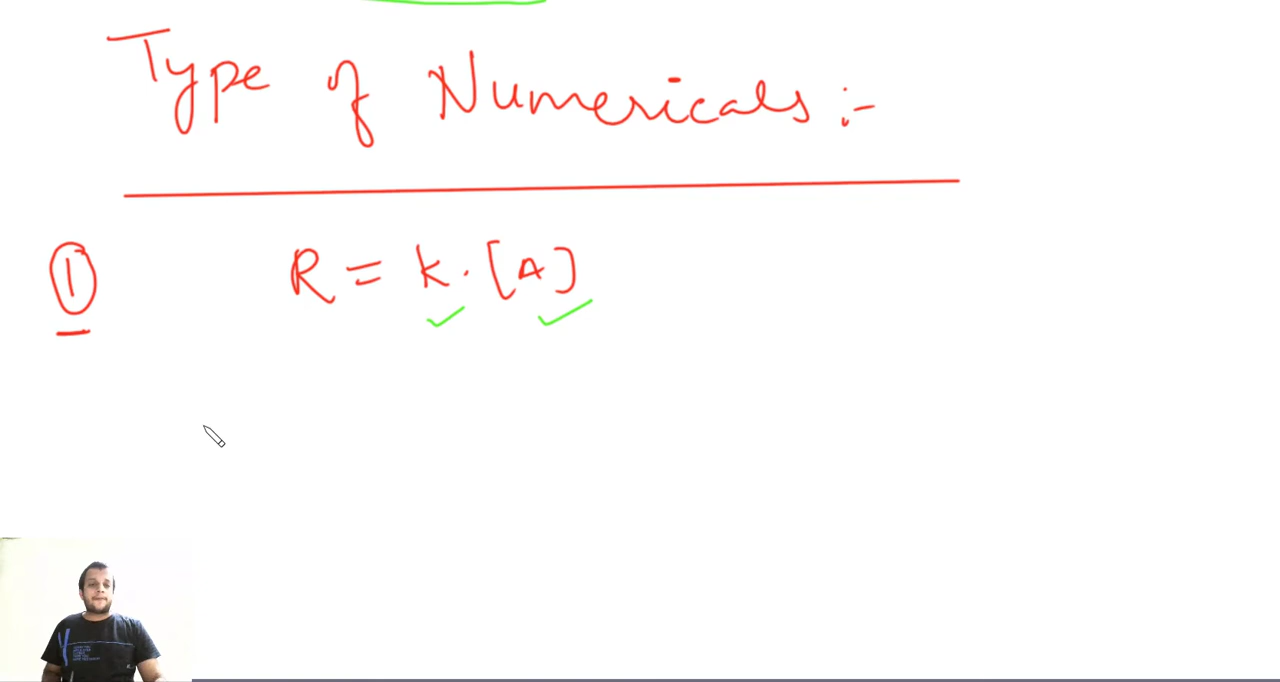 Type of Numericals :-
① R = k . [A]